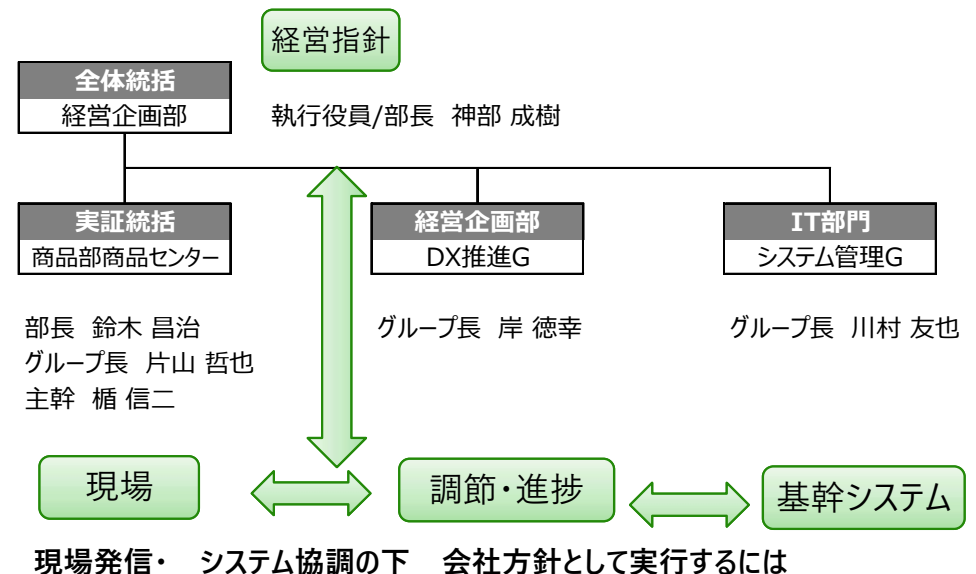 経営指針
全体統括
経営企画部
執行役員/部長 神部 成樹
実証統括
商品部商品センター
経営企画部
DX推進G
IT部門
システム管理G
部長 鈴木 昌治
グループ長 片山 哲也
主幹 楯 信二
グループ長 岸 徳幸
グループ長 川村 友也
現場
調節・進捗
基幹システム
現場発信・ システム協調の下 会社方針として実行するには